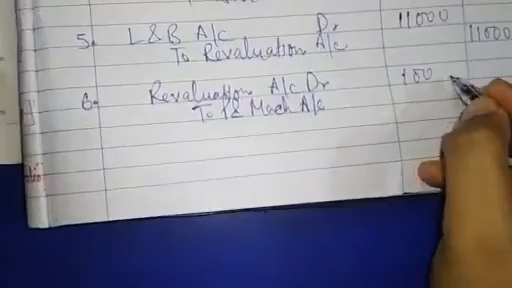 5. L&B A/c Dr 11000
To Revaluation A/c 11000
6. Revaluation A/c Dr 100
To P& Mach A/c